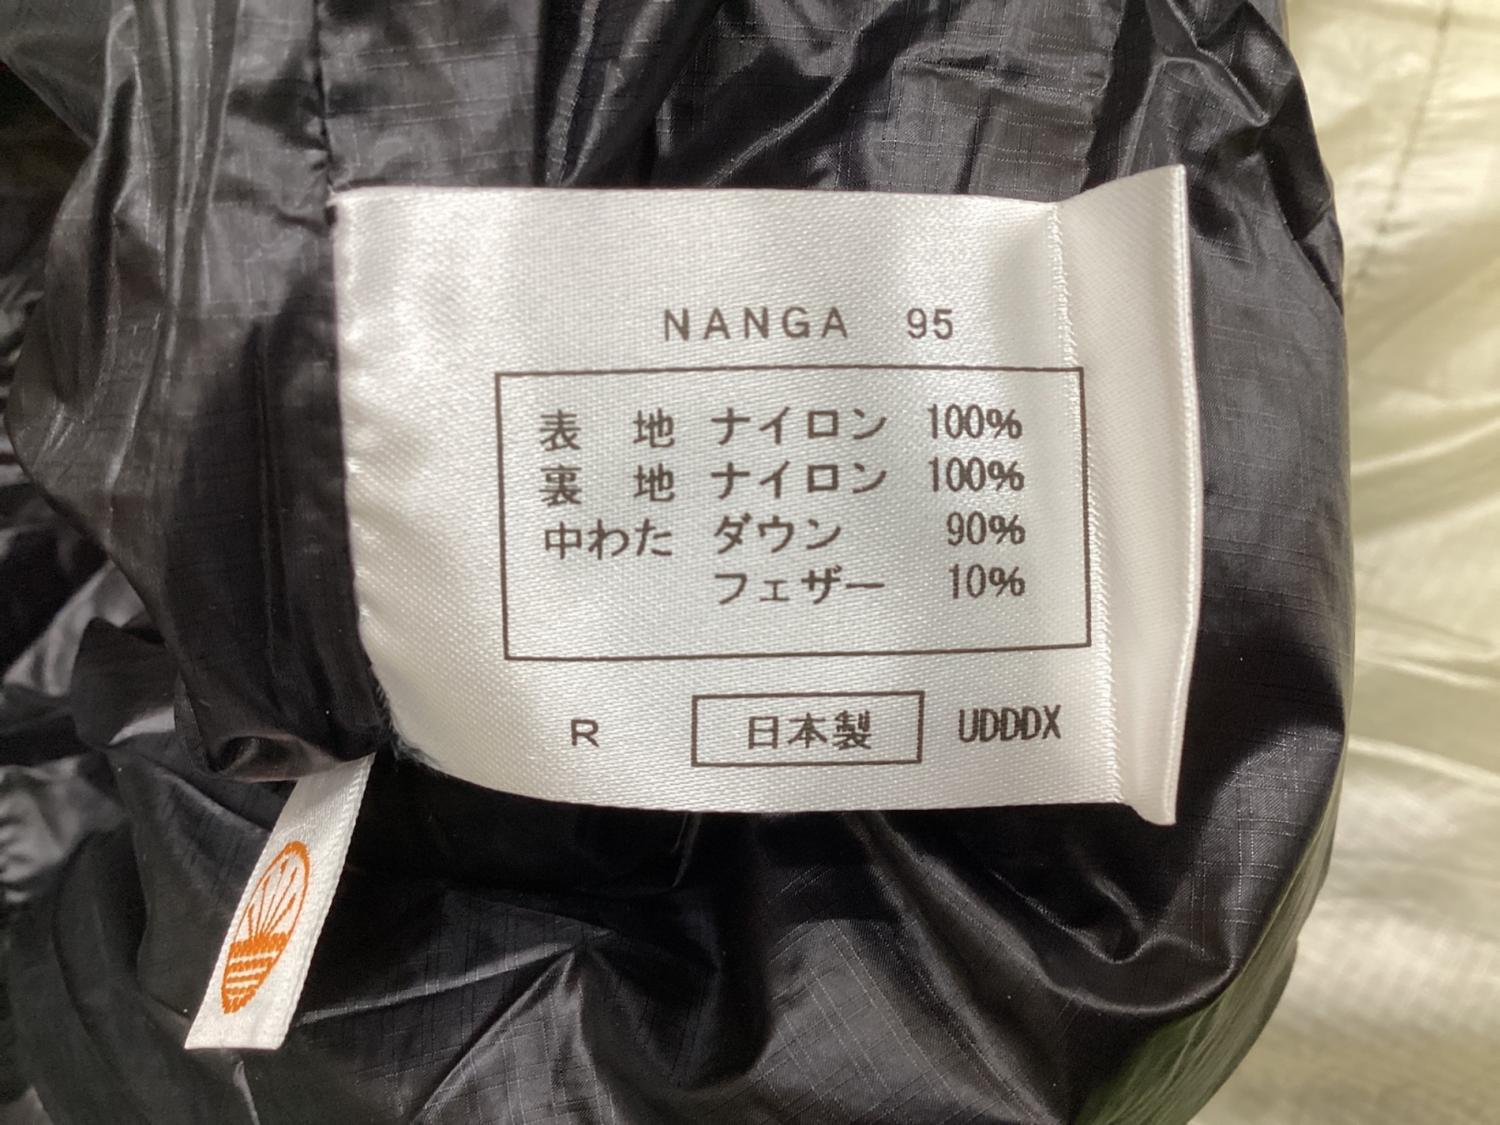 NANGA 95
表 地 ナイロン 100%
裏 地 ナイロン 100%
中わた ダウン 90%
フェザー 10%
R 日本製 UDDDX